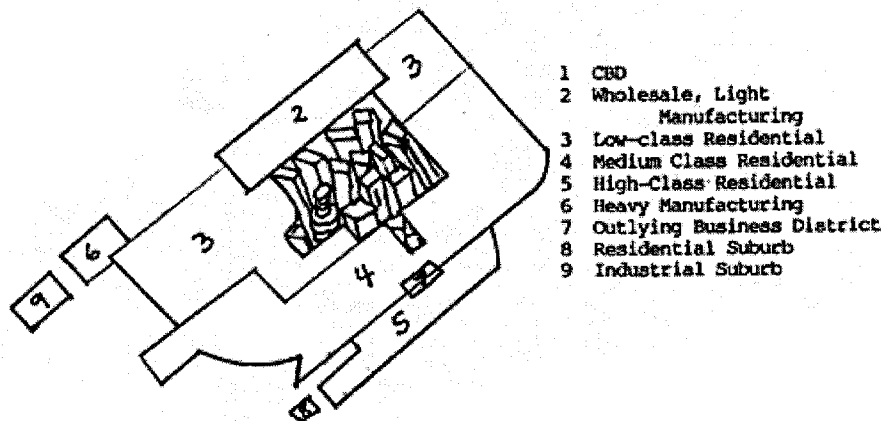 3
2
3
6
9
4
5
8
1 CBD
2 Wholesale, Light
Manufacturing
3 Low-class Residential
4 Medium Class Residential
5 High-Class Residential
6 Heavy Manufacturing
7 Outlying Business District
8 Residential Suburb
9 Industrial Suburb